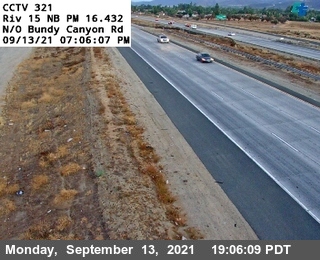 CCTV 321
Riv 15 NB PM 16.432
N/O Bundy Canyon Rd
09/13/21 07:06:07 PM
Monday, September 13, 2021 19:06:09 PDT